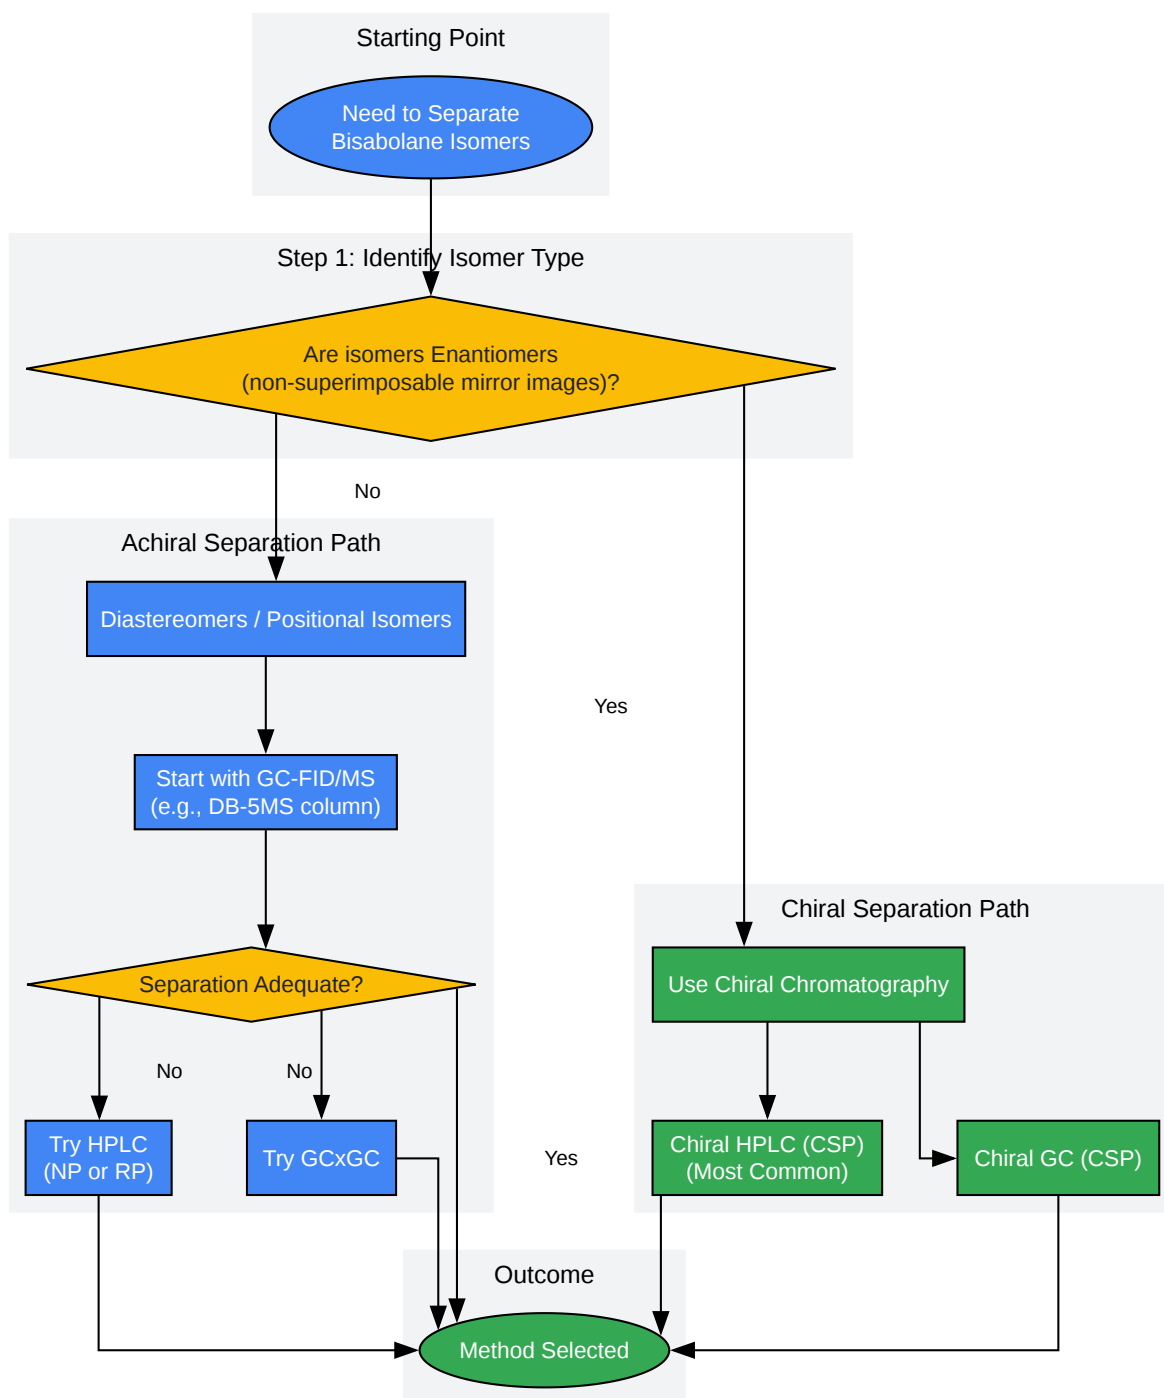 Starting Point
Need to Separate
Bisabolane Isomers
Step 1: Identify Isomer Type
Are isomers Enantiomers
(non-superimposable mirror images)?
No
Achiral Separation Path
Diastereomers / Positional Isomers
Yes
Start with GC-FID/MS
(e.g., DB-5MS column)
Chiral Separation Path
Separation Adequate?
Use Chiral Chromatography
No
No
Try HPLC
(NP or RP)
Try GCxGC
Yes
Chiral HPLC (CSP)
(Most Common)
Chiral GC (CSP)
Outcome
Method Selected